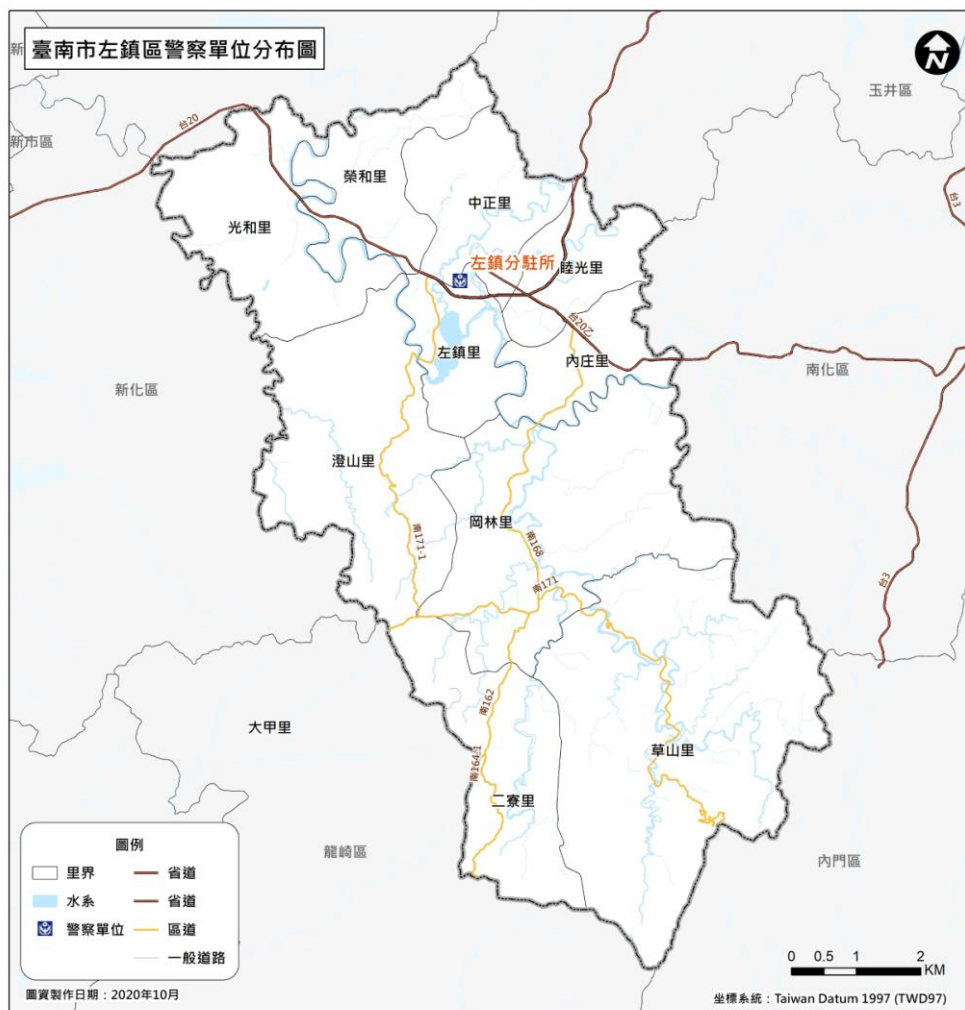 臺南市左鎮區警察單位分布圖
N
新
台20
玉井區
新市區
榮和里
中正里
台3
光和里
左鎮分駐所
睦光里
台20乙
左鎮里
內庄里
南化區
新化區
澄山里
岡林里
南171-1
南168
南171
台3
南162
大甲里
草山里
南164-1
二寮里
龍崎區
內門區
圖例
里界
省道
水系
省道
警察單位
區道
一般道路
0 0.5 1 2
KM
圖資製作日期：2020年10月
坐標系統：Taiwan Datum 1997 (TWD97)